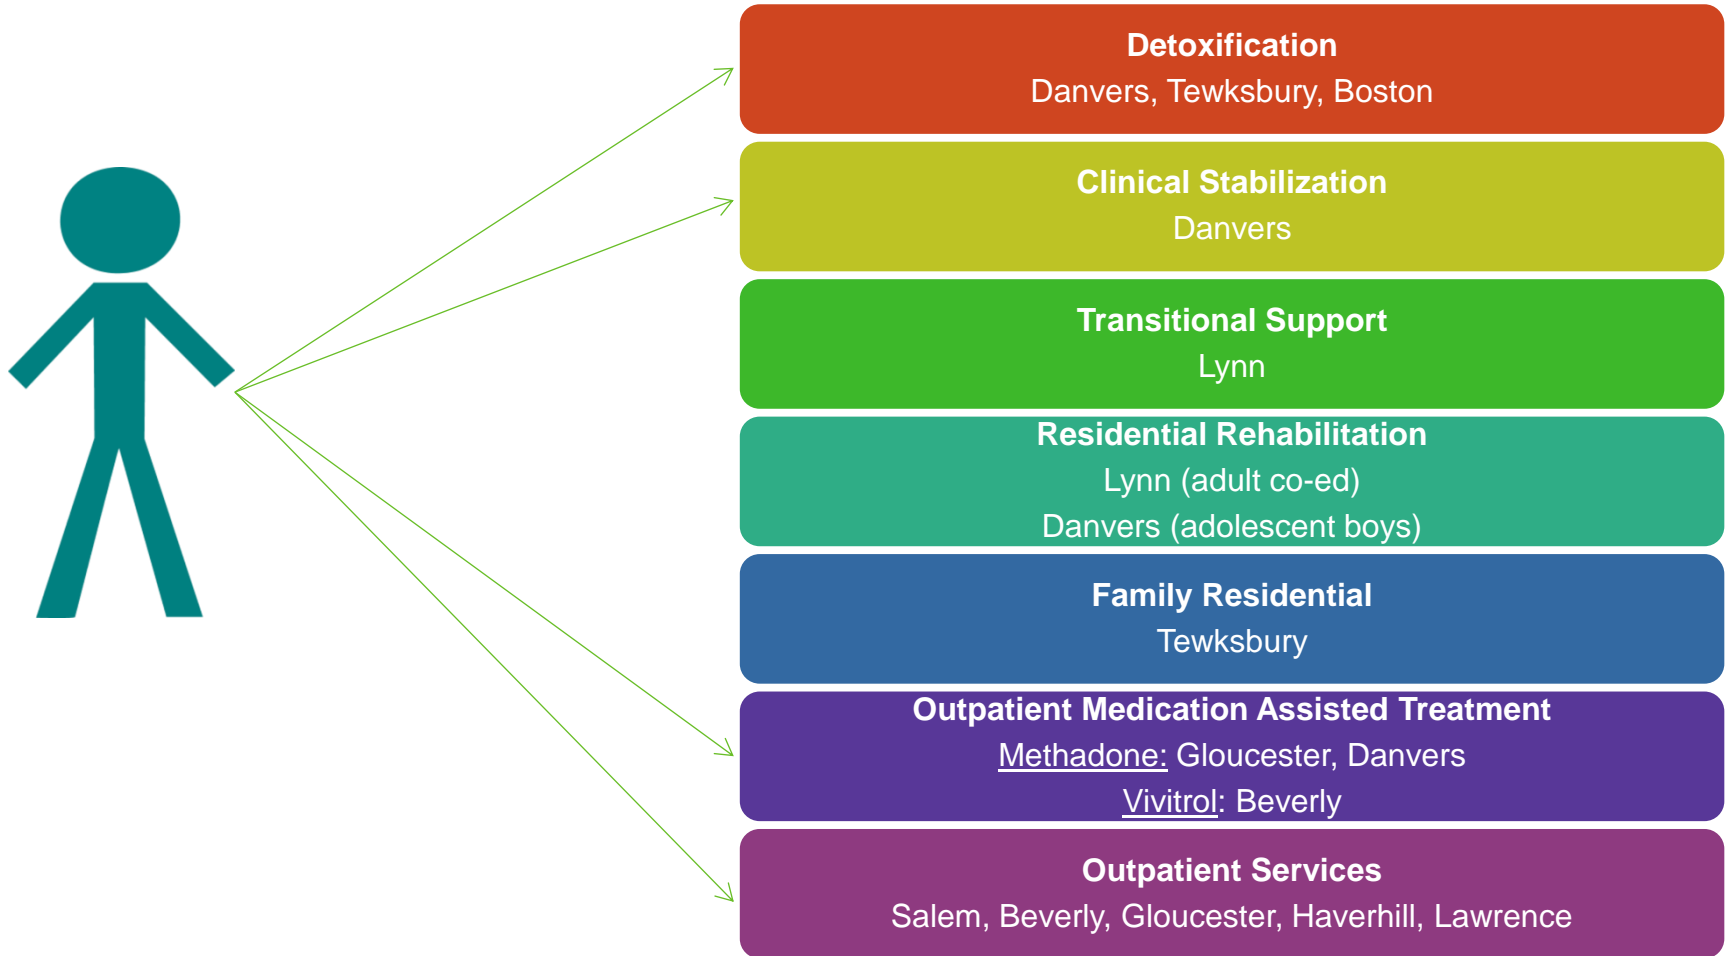 Detoxification
Danvers, Tewksbury, Boston
Clinical Stabilization
Danvers
Transitional Support
Lynn
Residential Rehabilitation
Lynn (adult co-ed)
Danvers (adolescent boys)
Family Residential
Tewksbury
Outpatient Medication Assisted Treatment
Methadone: Gloucester, Danvers
Vivitrol: Beverly
Outpatient Services
Salem, Beverly, Gloucester, Haverhill, Lawrence